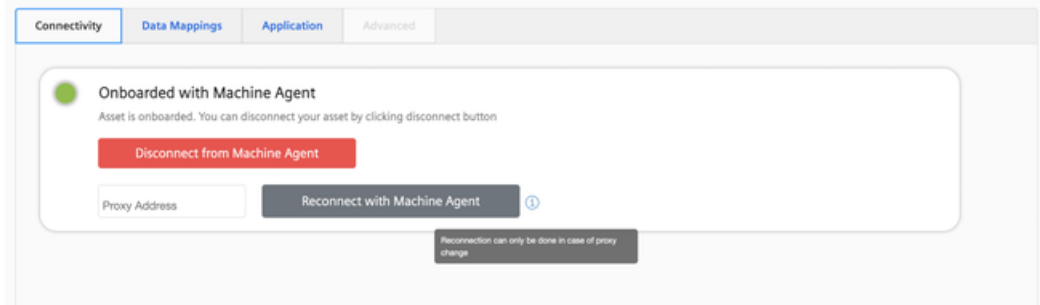 Connectivity
Data Mappings
Application
Advanced
Onboarded with Machine Agent
Asset is onboarded. You can disconnect your asset by clicking disconnect button
Disconnect from Machine Agent
Proxy Address
Reconnect with Machine Agent
Reconnection can only be done in case of proxy
change